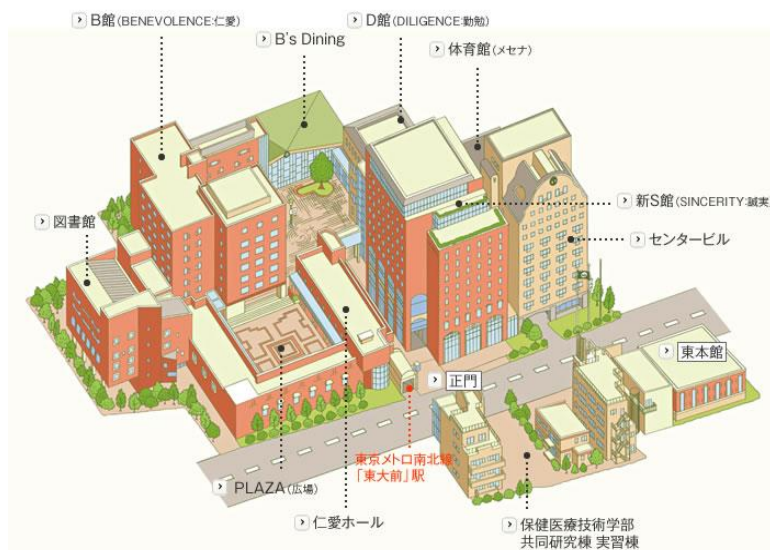 B館(BENEVOLENCE:仁愛)
D館(DILIGENCE:勤勉)
B's Dining
体育館(メセナ)
新S館(SINCERITY:誠実
図書館
センタービル
東本館
正門
東京メトロ南北線
「東大前」駅
PLAZA(広場)
仁愛ホール
保健医療技術学部
共同研究棟 実習棟